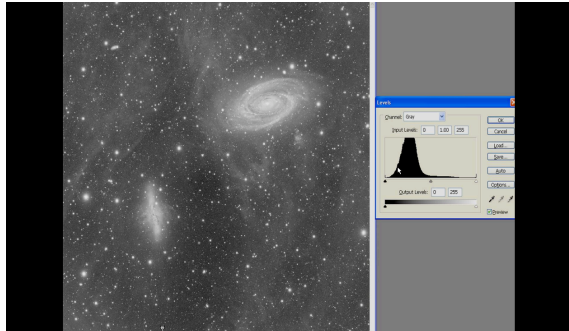 Levels
Channel: Gray
OK
Input Levels: 0 1.00 255
Cancel
Load...
Save...
Auto
Options...
Output Levels: 0 255
Preview